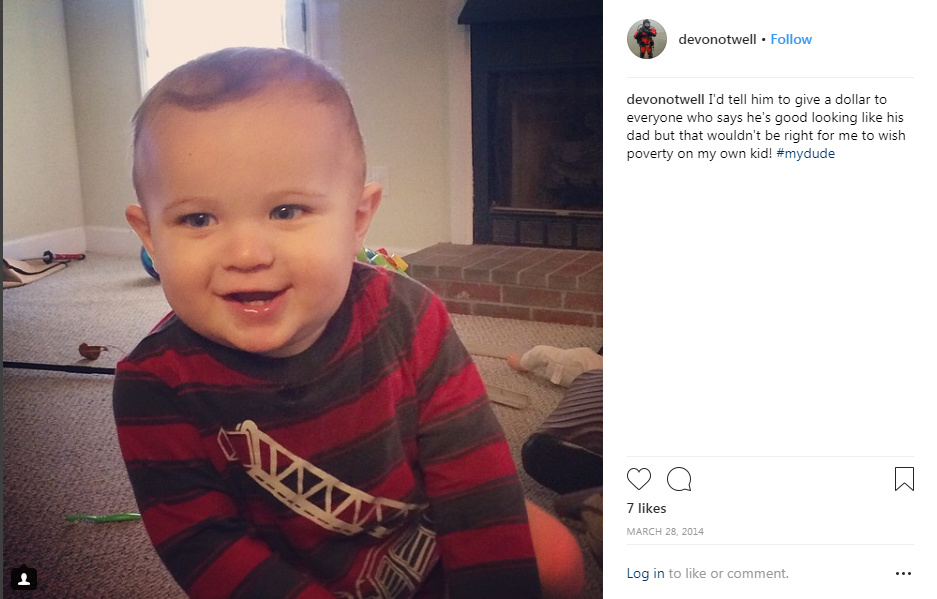 devonotwell • Follow
devonotwell I'd tell him to give a dollar to
everyone who says he's good looking like his
dad but that wouldn't be right for me to wish
poverty on my own kid! #mydude
7 likes
MARCH 28, 2014
Log in to like or comment.